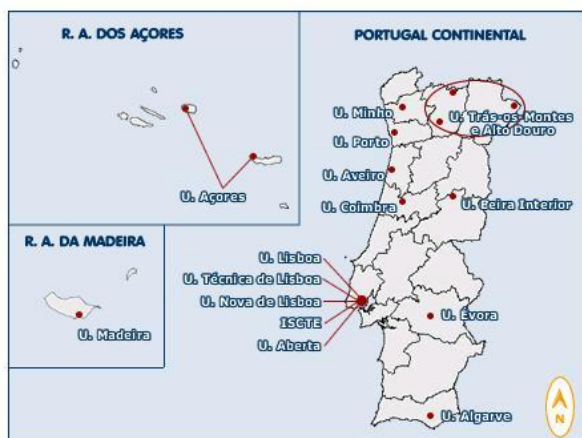 R. A. DOS AÇORES
U. Açores
R. A. DA MADEIRA
U. Madeira
PORTUGAL CONTINENTAL
U. Minho
U. Trás-os-Montes
e Alto Douro
U. Porto
U. Aveiro
U. Coimbra
U. Beira Interior
U. Lisboa
U. Técnica de Lisboa
U. Nova de Lisboa
ISCTE
U. Aberta
U. Évora
U. Algarve
N